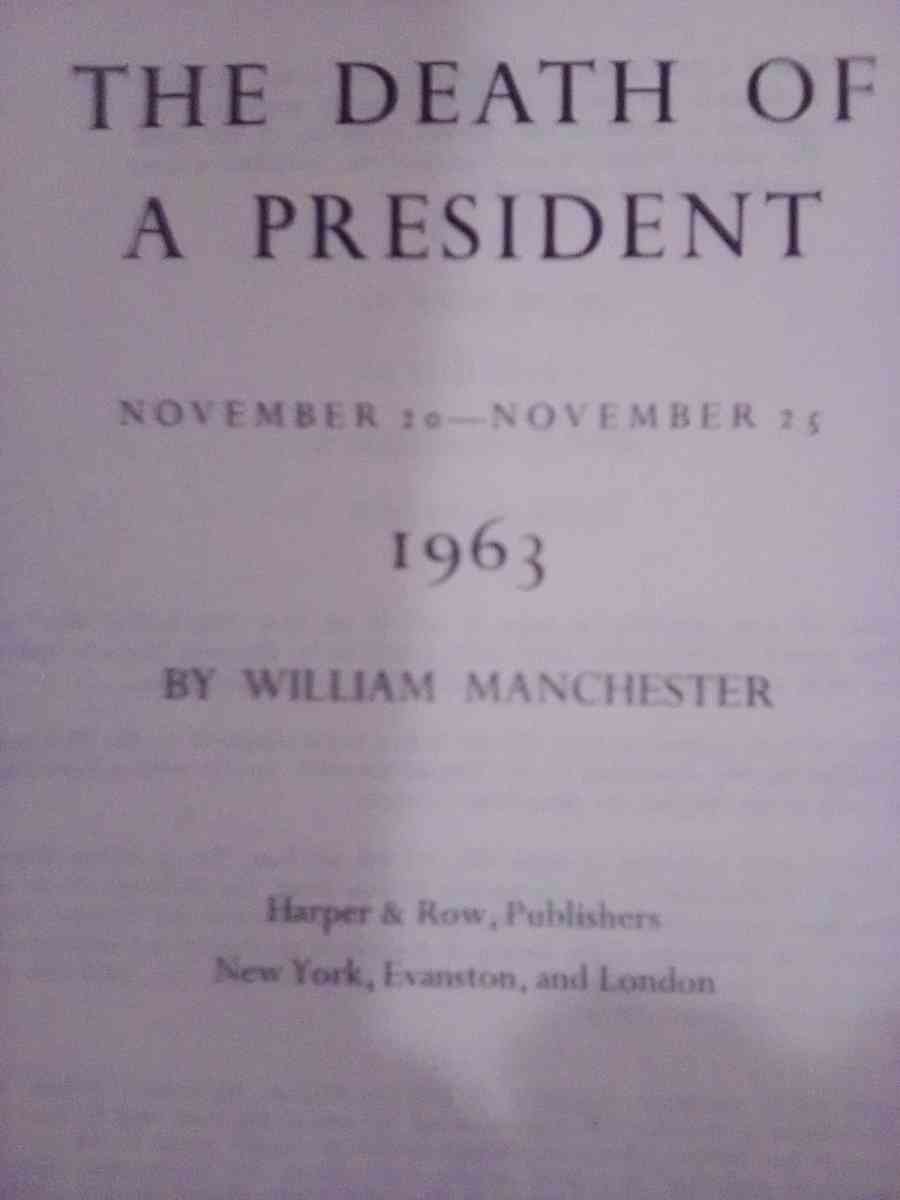 THE DEATH OF
A PRESIDENT
NOVEMBER 20—NOVEMBER 25
1963
BY WILLIAM MANCHESTER
Harper & Row, Publishers
New York, Evanston, and London